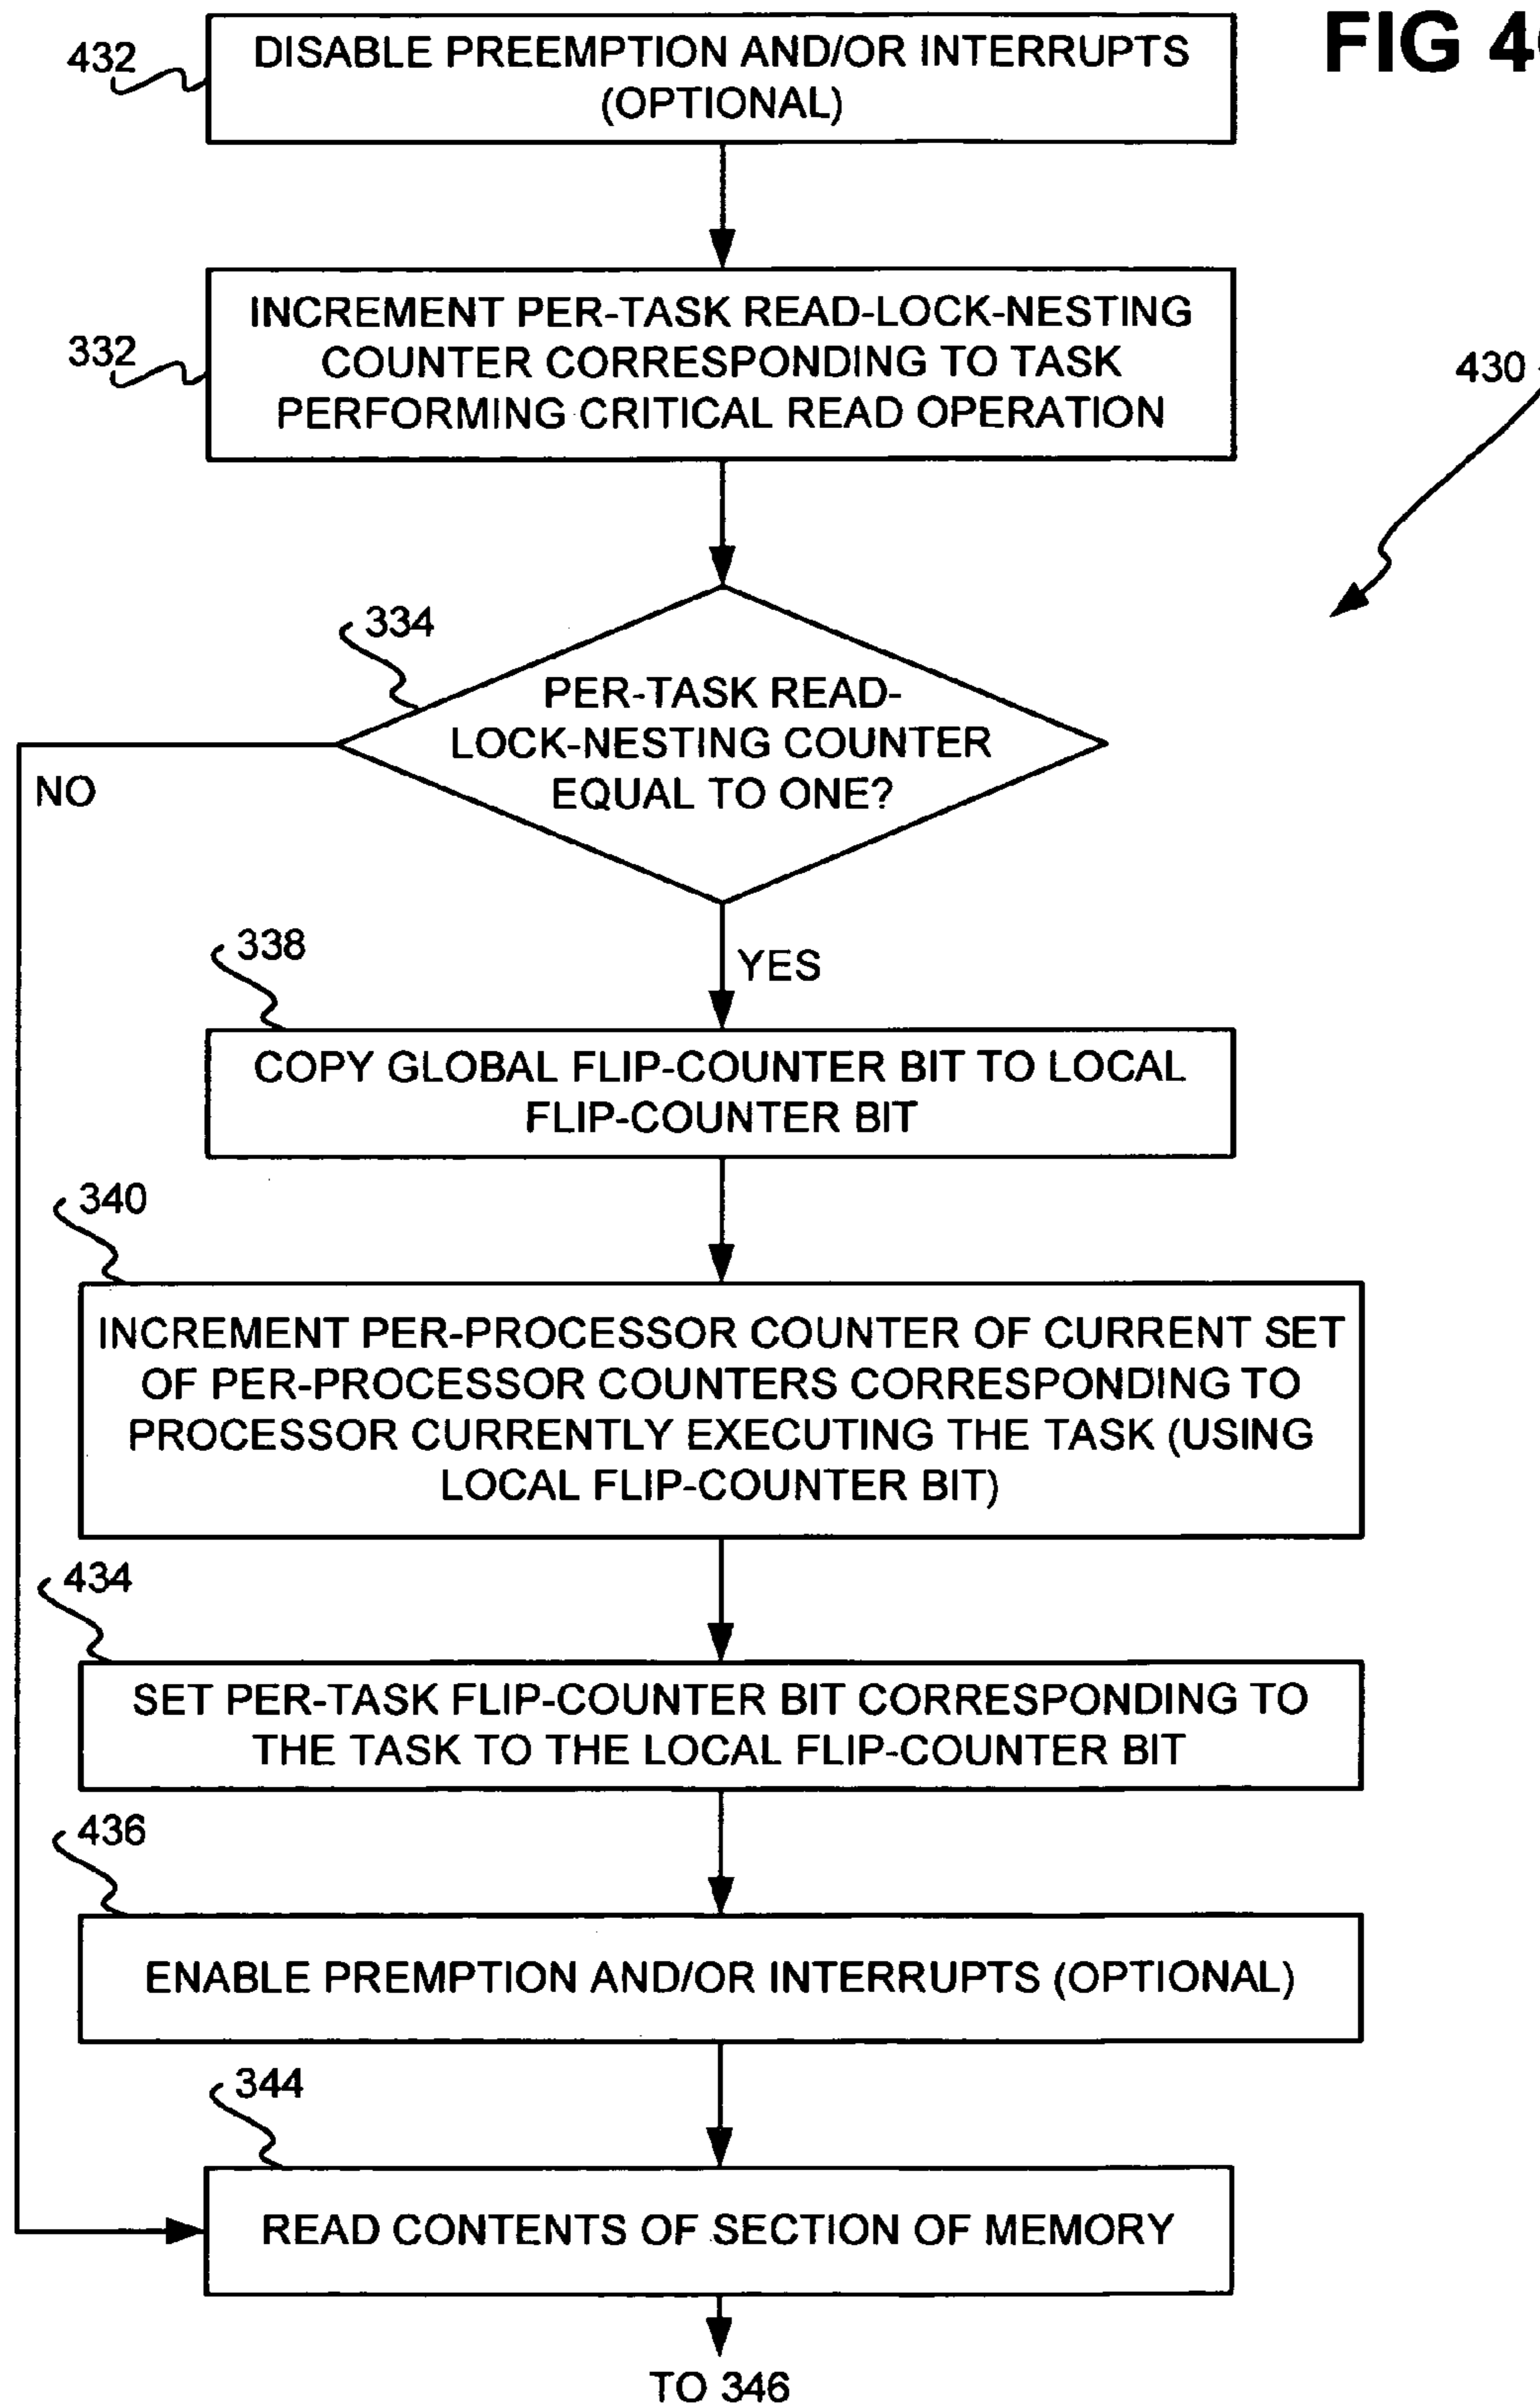 FIG 4
432
DISABLE PREEMPTION AND/OR INTERRUPTS
(OPTIONAL)
332
INCREMENT PER-TASK READ-LOCK-NESTING
COUNTER CORRESPONDING TO TASK
PERFORMING CRITICAL READ OPERATION
430
334
PER-TASK READ-
LOCK-NESTING COUNTER
EQUAL TO ONE?
NO
YES
338
COPY GLOBAL FLIP-COUNTER BIT TO LOCAL
FLIP-COUNTER BIT
340
INCREMENT PER-PROCESSOR COUNTER OF CURRENT SET
OF PER-PROCESSOR COUNTERS CORRESPONDING TO
PROCESSOR CURRENTLY EXECUTING THE TASK (USING
LOCAL FLIP-COUNTER BIT)
434
SET PER-TASK FLIP-COUNTER BIT CORRESPONDING TO
THE TASK TO THE LOCAL FLIP-COUNTER BIT
436
ENABLE PREMPTION AND/OR INTERRUPTS (OPTIONAL)
344
READ CONTENTS OF SECTION OF MEMORY
TO 346